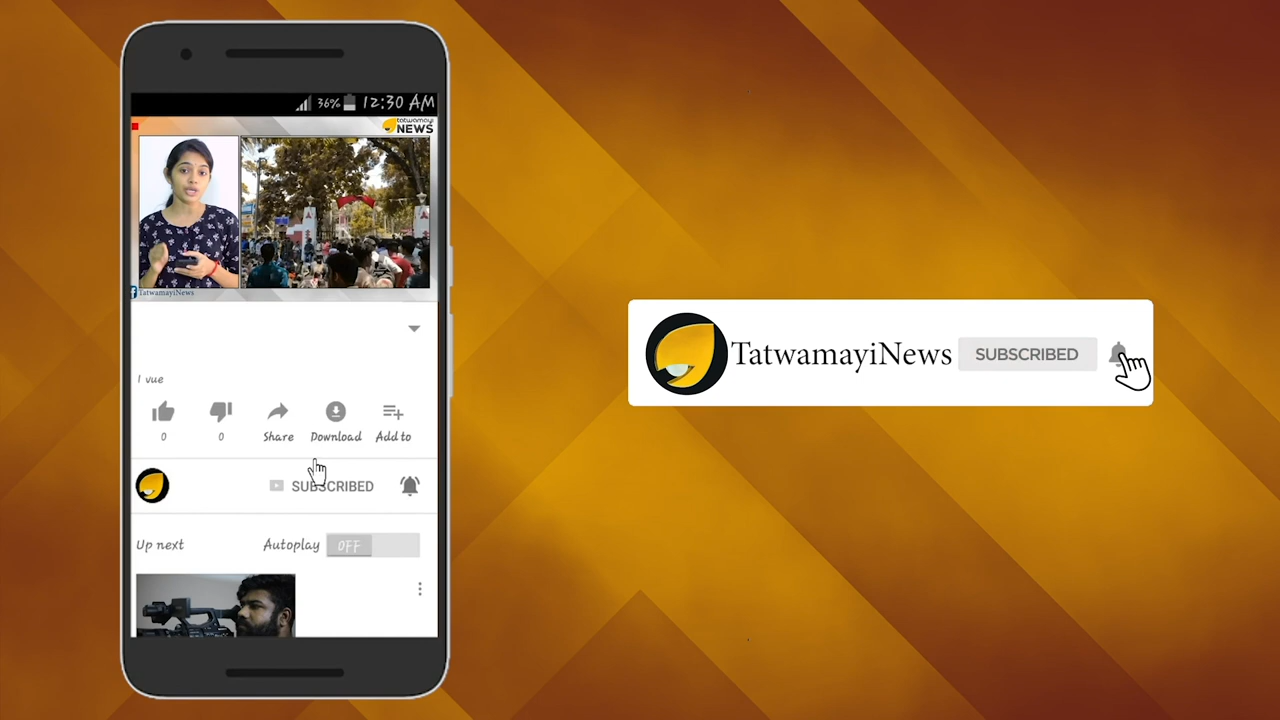 36% 12:30 AM
tatwamayi
NEWS
TatwamayiNews
1 vue
0 0 Share Download Add to
SUBSCRIBED
Up next Autoplay OFF
TatwamayiNews SUBSCRIBED